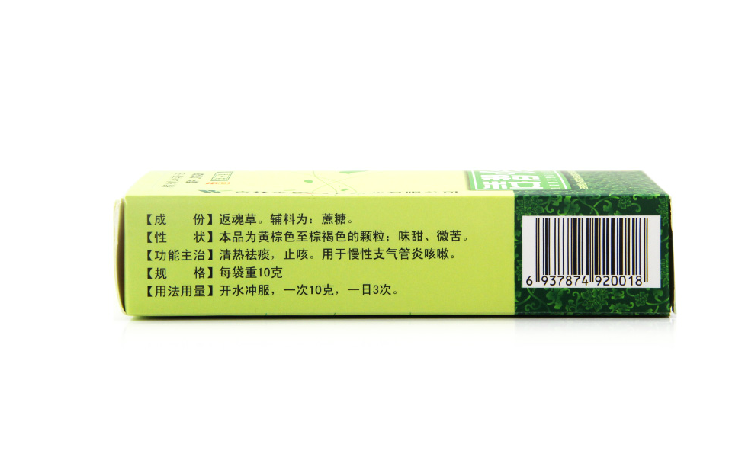 【成　　份】返魂草。辅料为：蔗糖。
【性　　状】本品为黄棕色至棕褐色的颗粒；味甜、微苦。
【功能主治】清热祛痰，止咳。用于慢性支气管炎咳嗽。
【规　　格】每袋重10克
【用法用量】开水冲服，一次10点，一日3次。
6 937874 920018